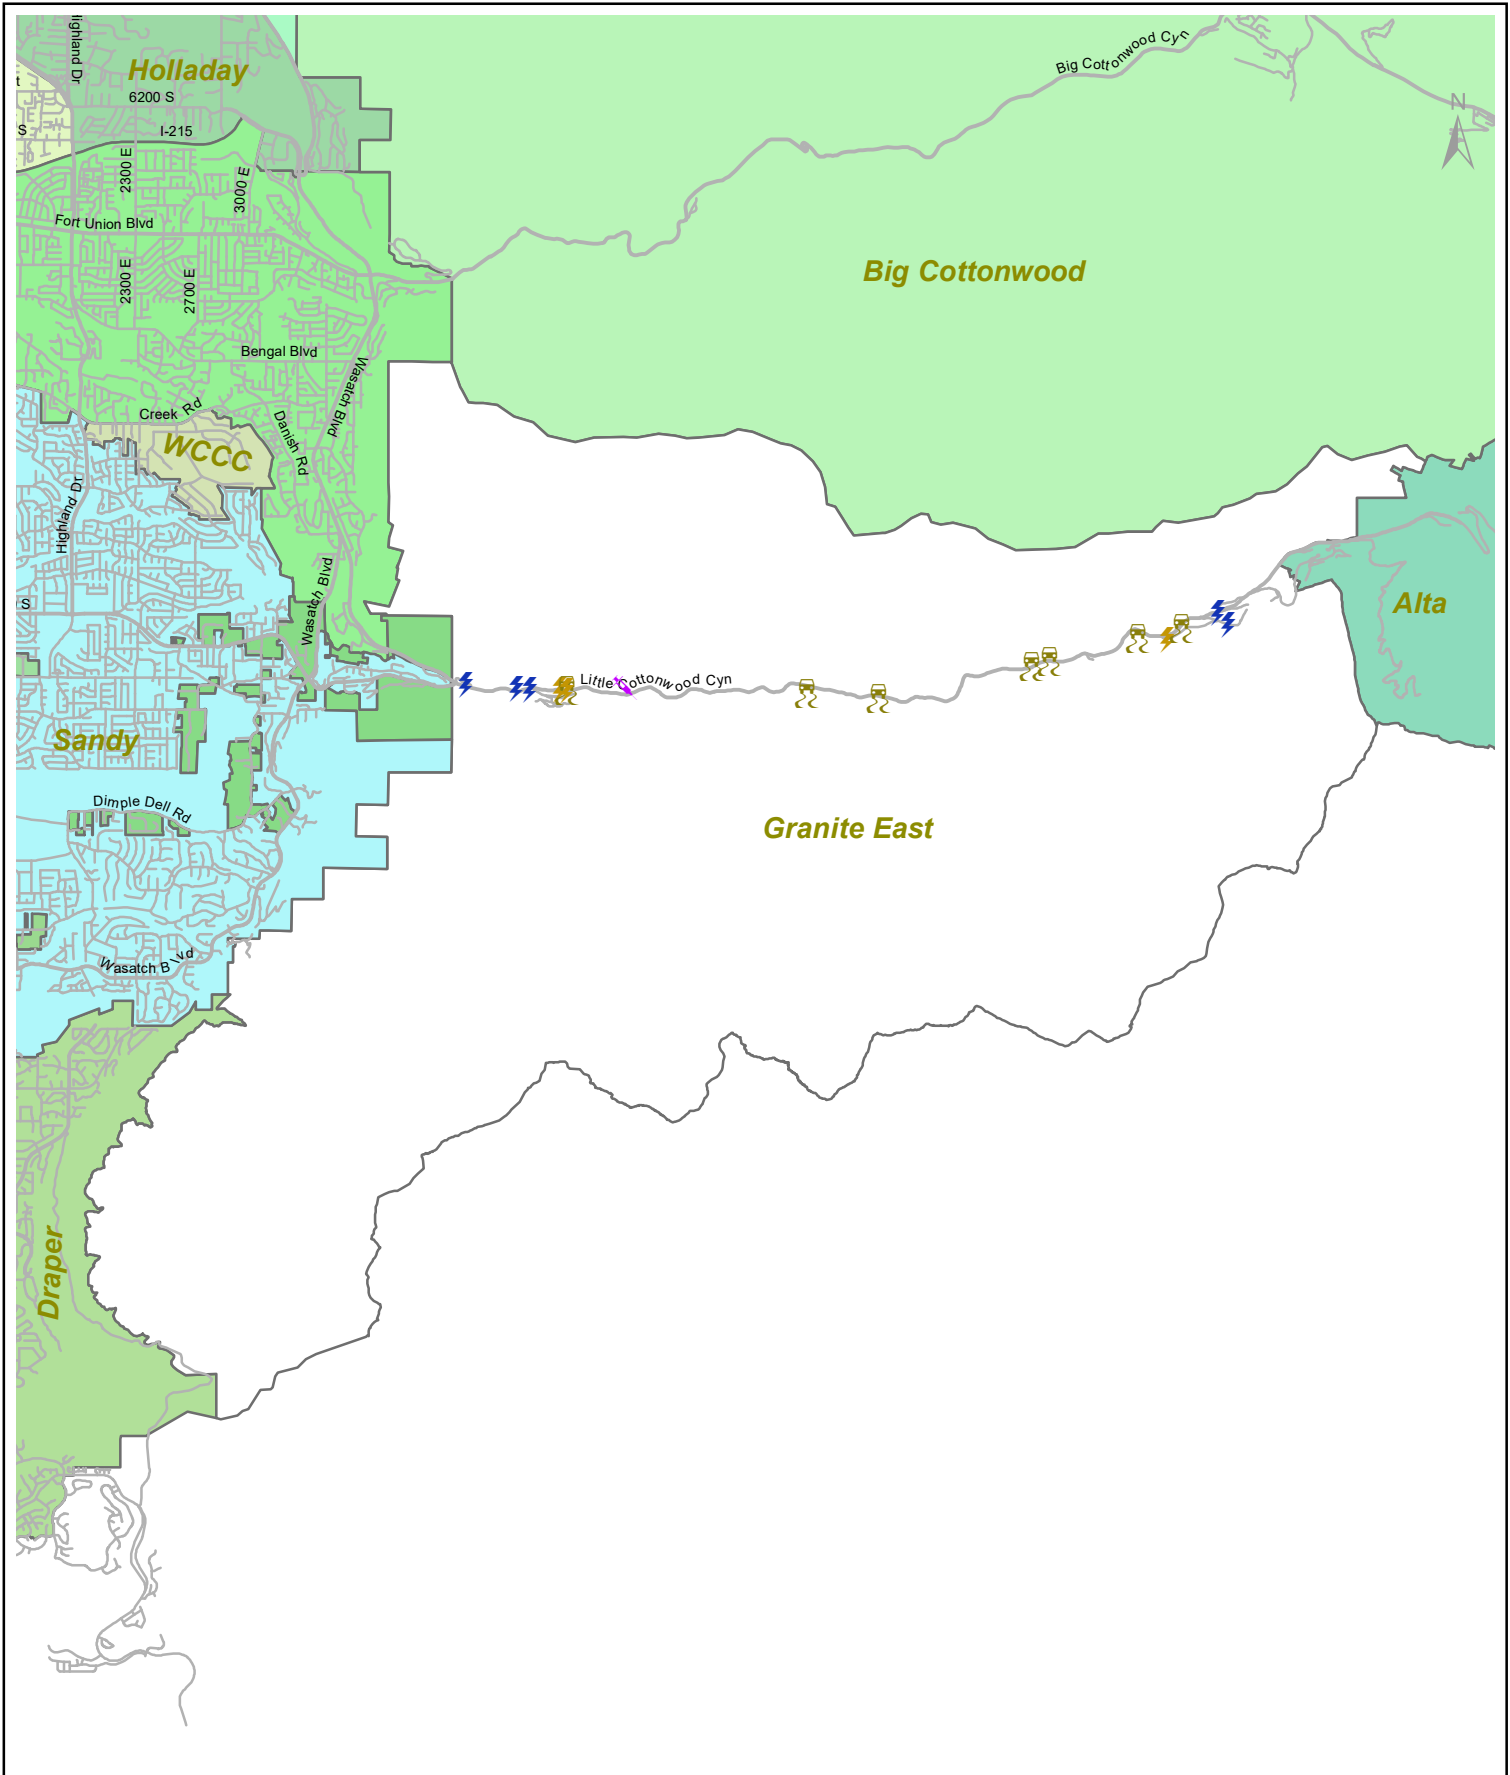 Highland Dr
Holladay
6200 S
t
S
I-215
2300 E
3000 E
Big Cottonwood Cyn
N
Fort Union Blvd
2300 E
2700 E
Big Cottonwood
Bengal Blvd
Wasatch Blvd
Creek Rd
Danish Rd
WCCC
Highland Dr
Wasatch Blvd
S
Alta
Little Cottonwood Cyn
Sandy
Dimple Dell Rd
Granite East
Wasatch Blvd
Draper